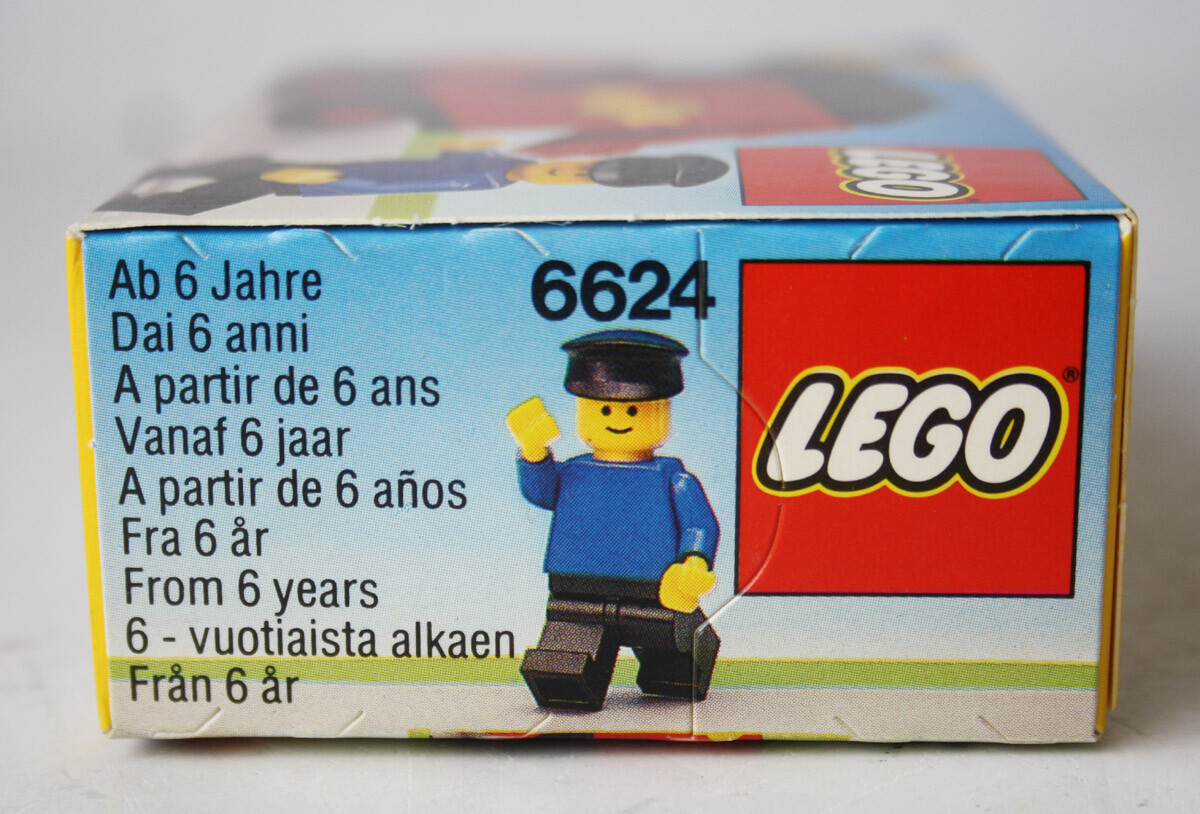 LEGO
Ab 6 Jahre
Dai 6 anni
A partir de 6 ans
Vanaf 6 jaar
A partir de 6 años
Fra 6 år
From 6 years
6 - vuotiaista alkaen
Från 6 år
6624
LEGO®